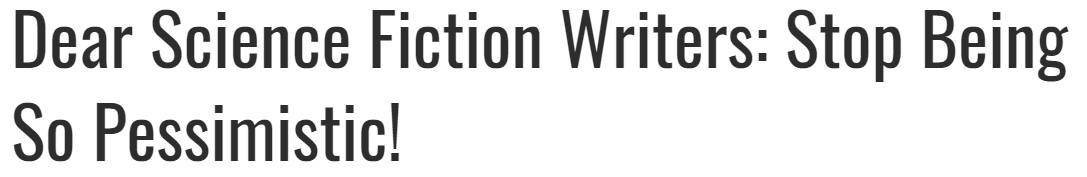 Dear Science Fiction Writers: Stop Being
So Pessimistic!